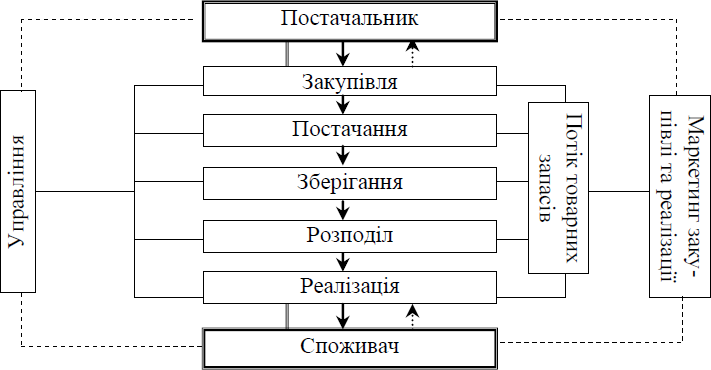 Постачальник
Закупівля
Постачання
Зберігання
Розподіл
Реалізація
Споживач
Управління
Потік товарних
запасів
Маркетинг заку-
півлі та реалізації